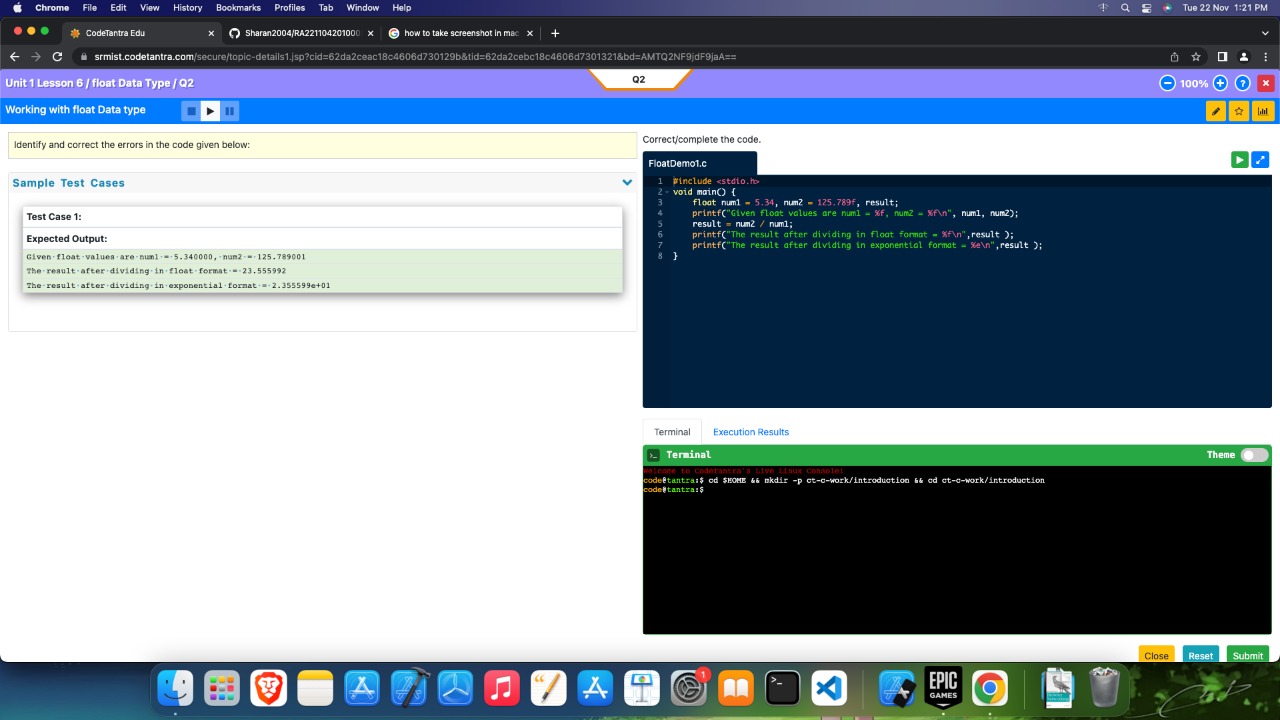 Chrome File Edit View History Bookmarks Profiles Tab Window Help Tue 22 Nov 1:21 PM
CodeTantra Edu × Sharan2004/RA221104201000 × how to take screenshot in mac × +
srmist.codetantra.com/secure/topic-details1.jsp?cid=62da2ceac18c4606d730129b&tid=62da2cebc18c4606d7301321&bd=AMTQ2NF9jdF9jaA==
Unit 1 Lesson 6 / float Data Type / Q2
Q2
100%
Working with float Data type
Identify and correct the errors in the code given below:
Sample Test Cases
Test Case 1:
Expected Output:
Given·float·values·are·num1·=·5.340000,·num2·=·125.789001
The·result·after·dividing·in·float·format·=·23.555992
The·result·after·dividing·in·exponential·format·=·2.355599e+01
Correct/complete the code.
FloatDemo1.c
1 #include <stdio.h>
2 void main() {
3 float num1 = 5.34, num2 = 125.789f, result;
4 printf("Given float values are num1 = %f, num2 = %f\n", num1, num2);
5 result = num2 / num1;
6 printf("The result after dividing in float format = %f\n",result );
7 printf("The result after dividing in exponential format = %e\n",result );
8 }
Terminal Execution Results
>_ Terminal Theme
Welcome to CodeTantra's Live Linux Console!
code@tantra:$ cd $HOME && mkdir -p ct-c-work/introduction && cd ct-c-work/introduction
code@tantra:$
Close Reset Submit
1
>_
EPIC
GAMES